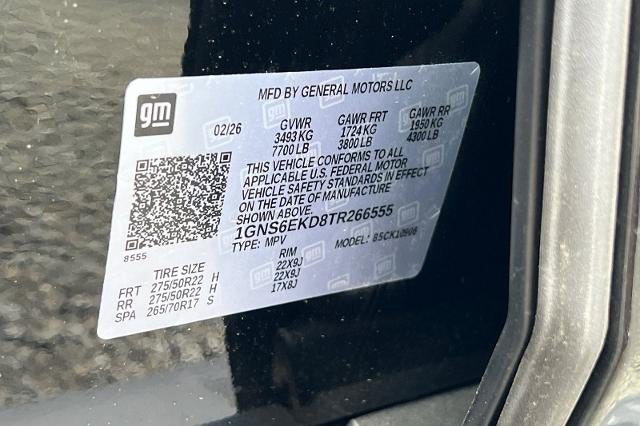 MFD BY GENERAL MOTORS LLC
gm
02/26 GVWR GAWR FRT GAWR RR
3493 KG 1724 KG 1950 KG
7700 LB 3800 LB 4300 LB
THIS VEHICLE CONFORMS TO ALL
APPLICABLE U.S. FEDERAL MOTOR
VEHICLE SAFETY STANDARDS IN EFFECT
ON THE DATE OF MANUFACTURE
SHOWN ABOVE.
1GNS6EKD8TR266555
8555 TYPE: MPV MODEL: 85CK10906
TIRE SIZE RIM
FRT 275/50R22 H 22X9J
RR 275/50R22 H 22X9J
SPA 265/70R17 S 17X8J